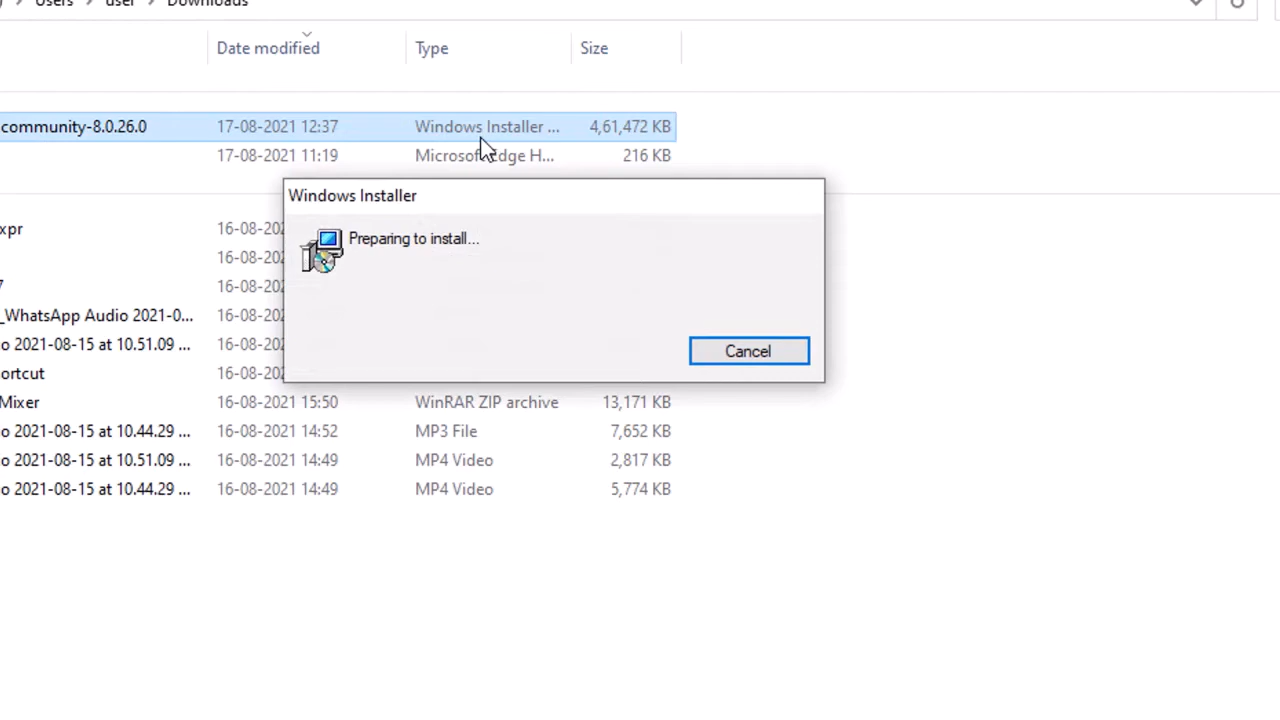 Users > user > Downloads
Date modified Type Size
community-8.0.26.0 17-08-2021 12:37 Windows Installer ... 4,61,472 KB
17-08-2021 11:19 Microsoft Edge H... 216 KB
Windows Installer
Preparing to install...
Cancel
xpr 16-08-202
16-08-202
7 16-08-202
_WhatsApp Audio 2021-0... 16-08-202
o 2021-08-15 at 10.51.09 ... 16-08-202
ortcut 16-08-202
Mixer 16-08-2021 15:50 WinRAR ZIP archive 13,171 KB
o 2021-08-15 at 10.44.29 ... 16-08-2021 14:52 MP3 File 7,652 KB
o 2021-08-15 at 10.51.09 ... 16-08-2021 14:49 MP4 Video 2,817 KB
o 2021-08-15 at 10.44.29 ... 16-08-2021 14:49 MP4 Video 5,774 KB